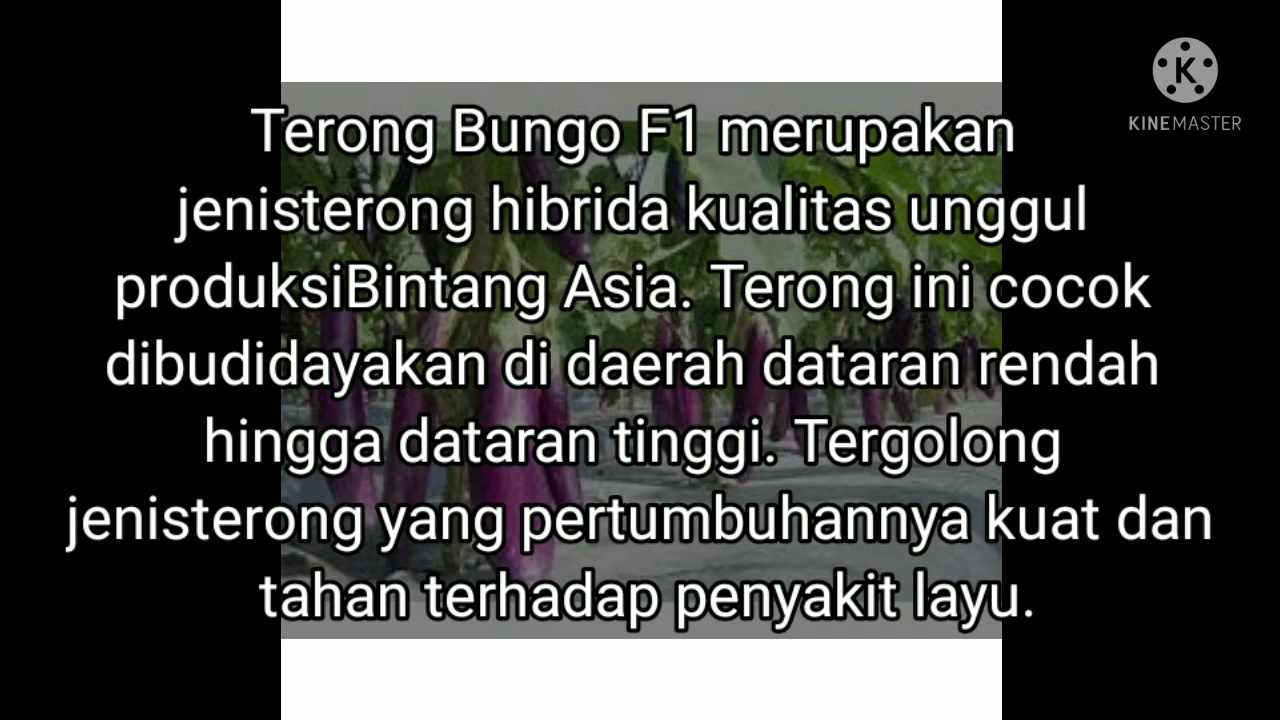 Terong Bungo F1 merupakan
jenisterong hibrida kualitas unggul
produksiBintang Asia. Terong ini cocok
dibudidayakan di daerah dataran rendah
hingga dataran tinggi. Tergolong
jenisterong yang pertumbuhannya kuat dan
tahan terhadap penyakit layu.
K
KINEMASTER